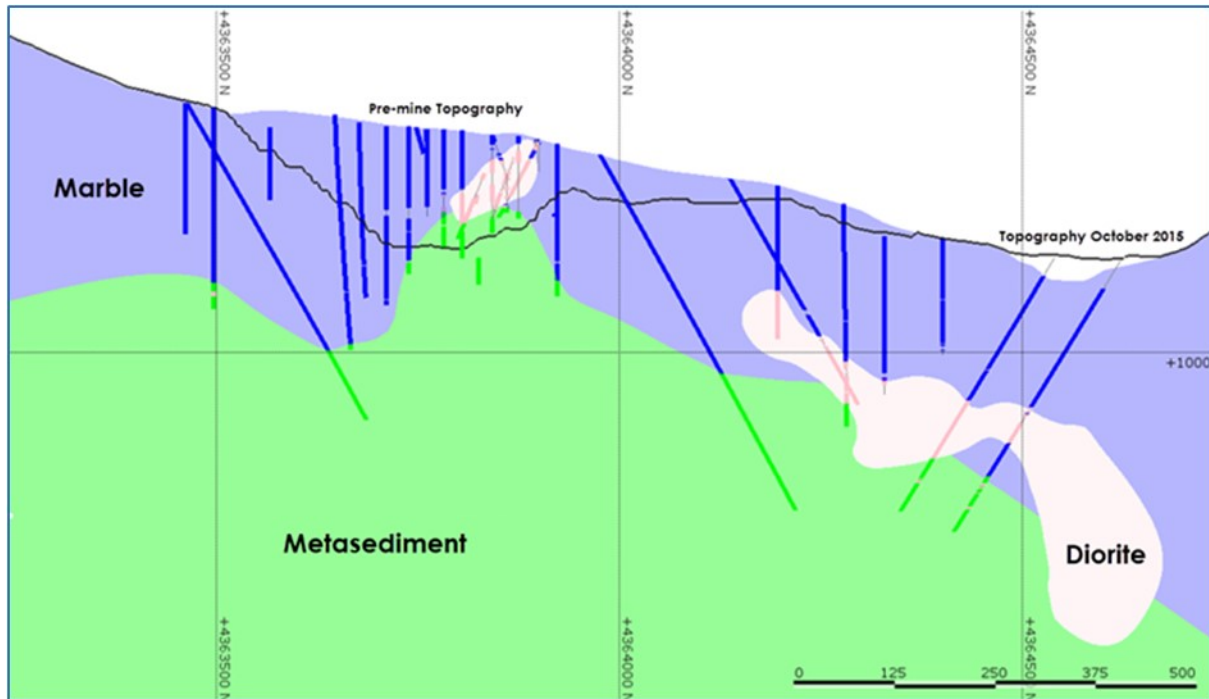 +4363500 N
+4364000 N
+4364500 N
Pre-mine Topography
Marble
Topography October 2015
+1000
Metasediment
Diorite
+4363500 N
+4364000 N
+4364500 N
0 125 250 375 500